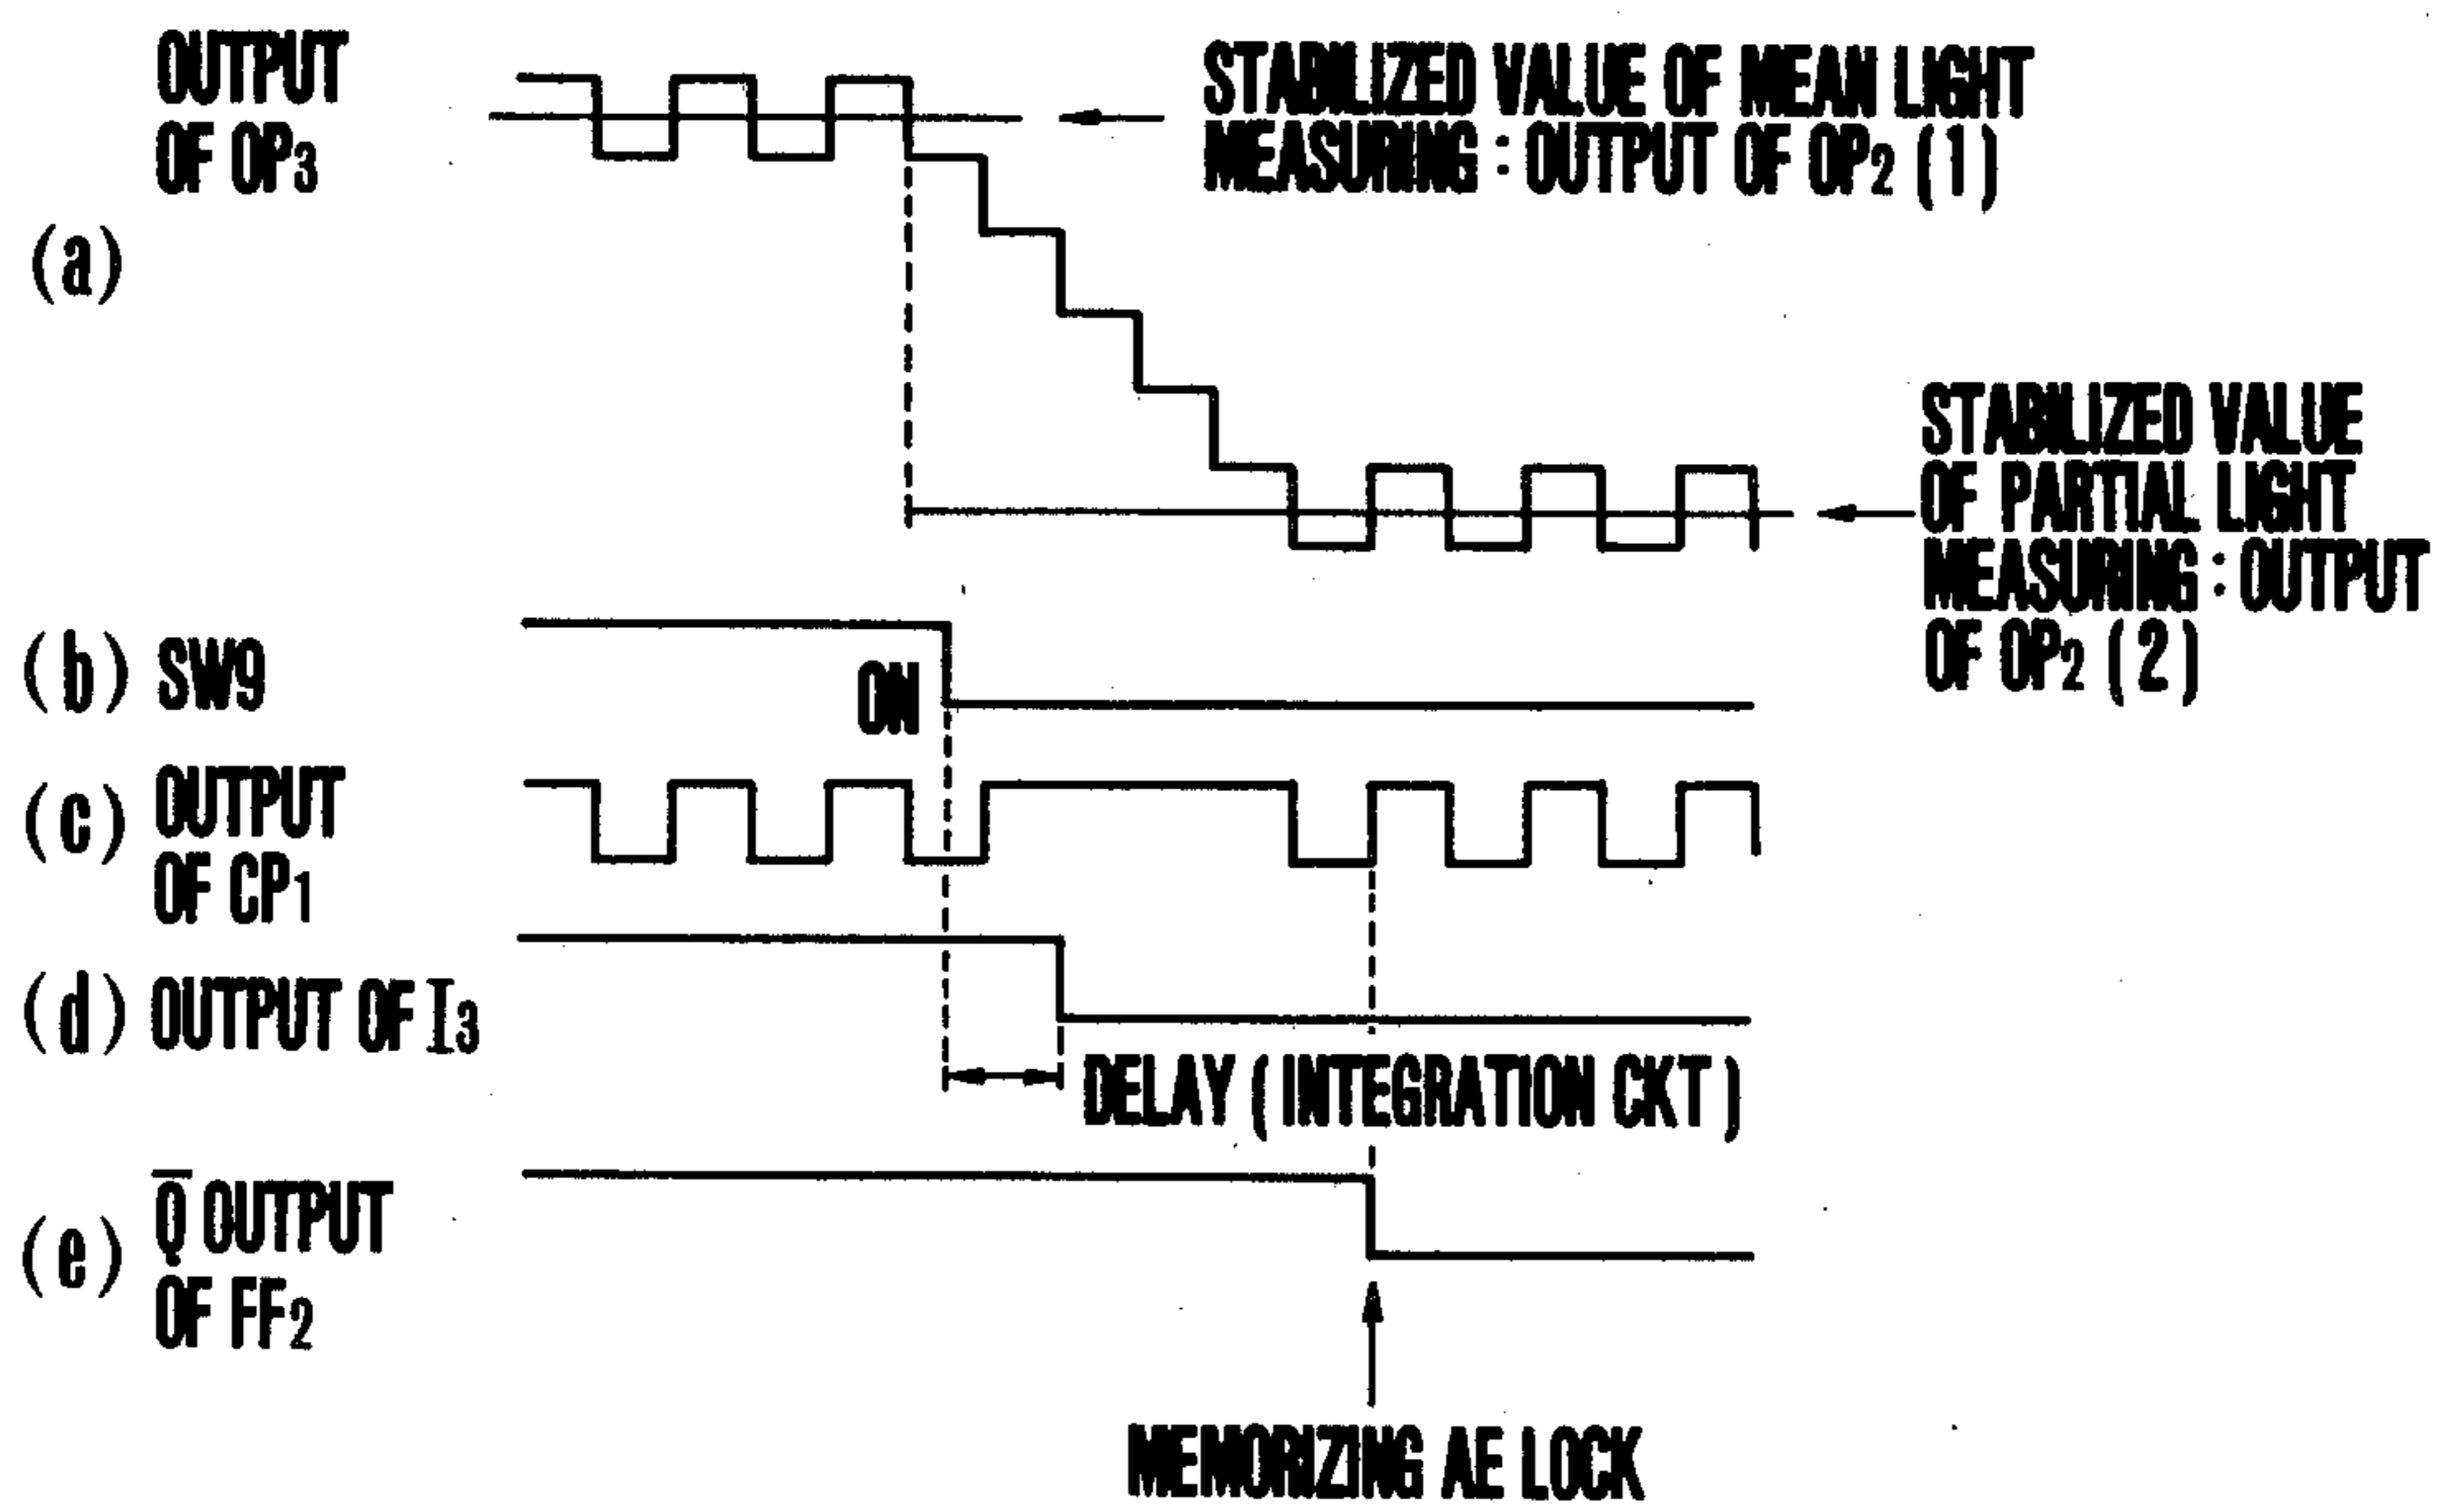 OUTPUT
OF OP3
(a)
STABILIZED VALUE OF MEAN LIGHT
MEASURING : OUTPUT OF OP2 (1)
STABILIZED VALUE
OF PARTIAL LIGHT
MEASURING : OUTPUT
OF OP2 (2)
(b) SW9
ON
(c) OUTPUT
OF CP1
(d) OUTPUT OF I3
DELAY ( INTEGRATION CKT )
(e) Q̅ OUTPUT
OF FF2
MEMORIZING AE LOCK